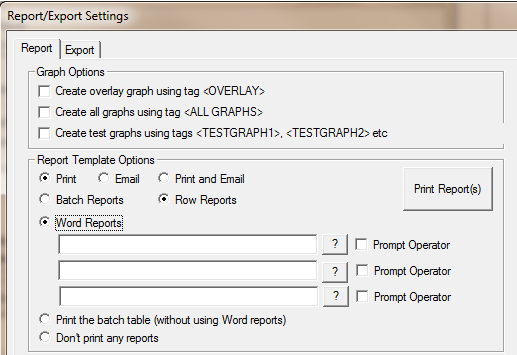 Report/Export Settings
Report Export
Graph Options
Create overlay graph using tag <OVERLAY>
Create all graphs using tag <ALL GRAPHS>
Create test graphs using tags <TESTGRAPH1>, <TESTGRAPH2> etc
Report Template Options
Print Email Print and Email
Print Report(s)
Batch Reports Row Reports
Word Reports
? Prompt Operator
? Prompt Operator
? Prompt Operator
Print the batch table (without using Word reports)
Don't print any reports